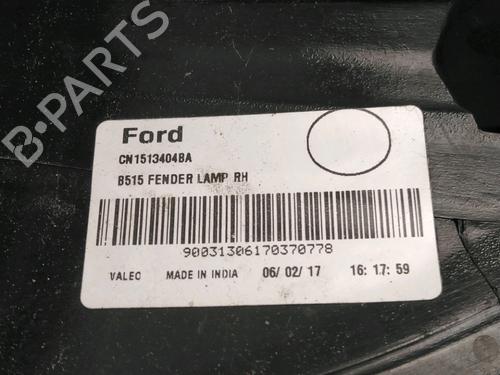 Ford
CN1513404BA
B515 FENDER LAMP RH
90031306170370778
VALEO MADE IN INDIA 06/02/17 16:17:59
B-PARTS